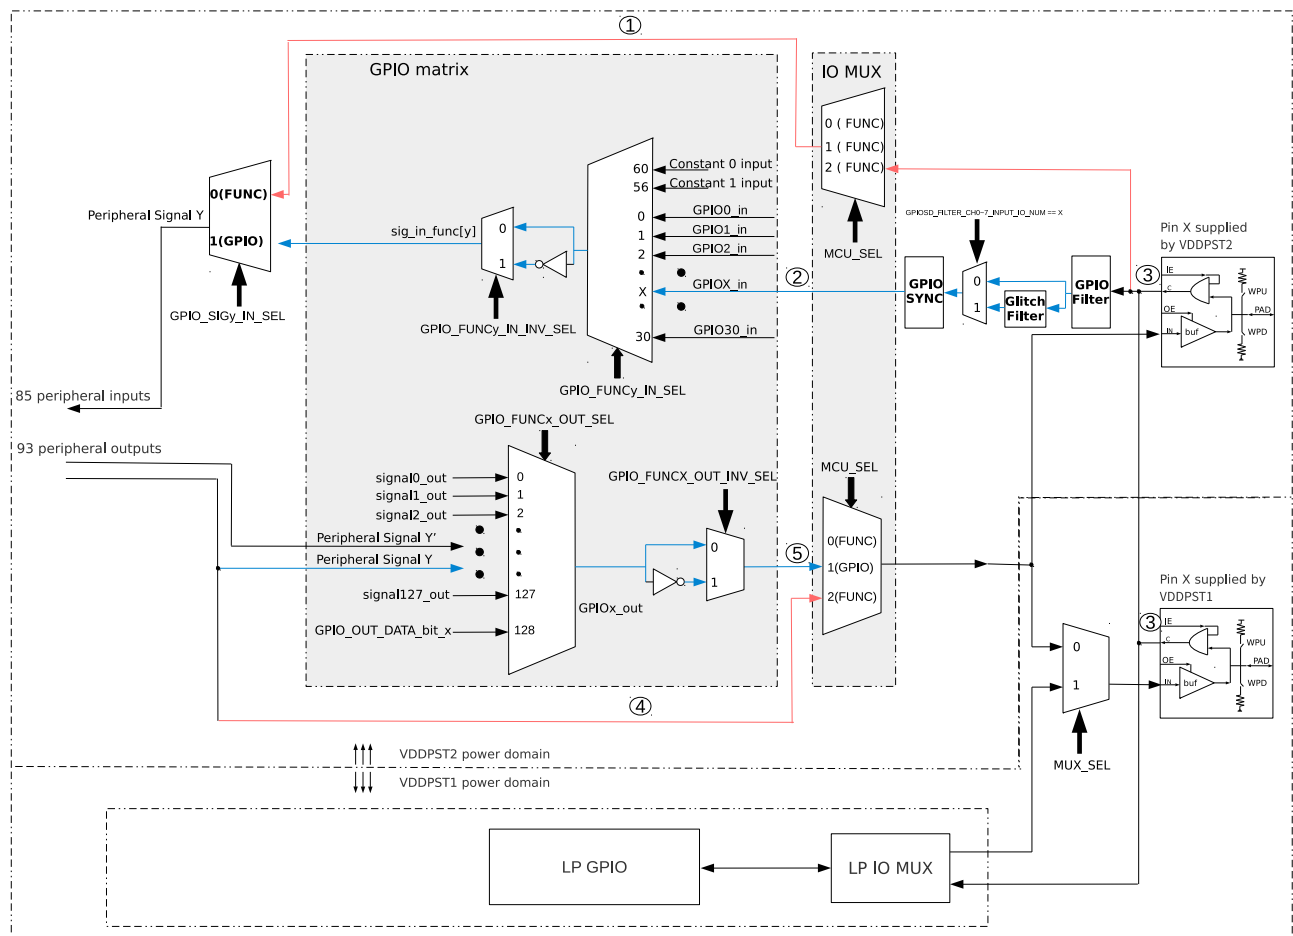 ①
GPIO matrix
IO MUX
0 ( FUNC)
1 ( FUNC)
2 ( FUNC)
MCU_SEL
60
Constant 0 input
56
Constant 1 input
0
GPIO0_in
1
GPIO1_in
2
GPIO2_in
X
GPIOX_in
②
30
GPIO30_in
GPIO_FUNCy_IN_SEL
0
1
GPIO_FUNCy_IN_INV_SEL
sig_in_func[y]
0(FUNC)
1(GPIO)
Peripheral Signal Y
GPIO_SIGy_IN_SEL
85 peripheral inputs
GPIOSD_FILTER_CH0~7_INPUT_IO_NUM == X
GPIO
SYNC
0
1
Glitch
Filter
GPIO
Filter
③
Pin X supplied
by VDDPST2
IE
C
OE
IN
buf
WPU
PAD
WPD
93 peripheral outputs
GPIO_FUNCx_OUT_SEL
signal0_out
0
signal1_out
1
signal2_out
2
Peripheral Signal Y'
Peripheral Signal Y
signal127_out
127
GPIO_OUT_DATA_bit_x
128
GPIOx_out
GPIO_FUNCX_OUT_INV_SEL
0
1
⑤
MCU_SEL
0(FUNC)
1(GPIO)
2(FUNC)
④
Pin X supplied by
VDDPST1
③
IE
C
OE
IN
buf
WPU
PAD
WPD
0
1
MUX_SEL
VDDPST2 power domain
VDDPST1 power domain
LP GPIO
LP IO MUX